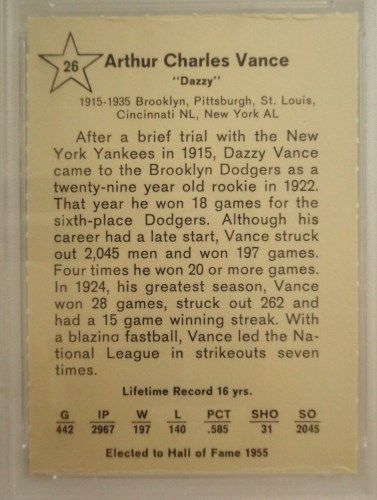 26 Arthur Charles Vance
"Dazzy"
1915-1935 Brooklyn, Pittsburgh, St. Louis,
Cincinnati NL, New York AL
After a brief trial with the New
York Yankees in 1915, Dazzy Vance
came to the Brooklyn Dodgers as a
twenty-nine year old rookie in 1922.
That year he won 18 games for the
sixth-place Dodgers. Although his
career had a late start, Vance struck
out 2,045 men and won 197 games.
Four times he won 20 or more games.
In 1924, his greatest season, Vance
won 28 games, struck out 262 and
had a 15 game winning streak. With
a blazing fastball, Vance led the Na-
tional League in strikeouts seven
times.
Lifetime Record 16 yrs.
G IP W L PCT SHO SO
442 2967 197 140 .585 31 2045
Elected to Hall of Fame 1955